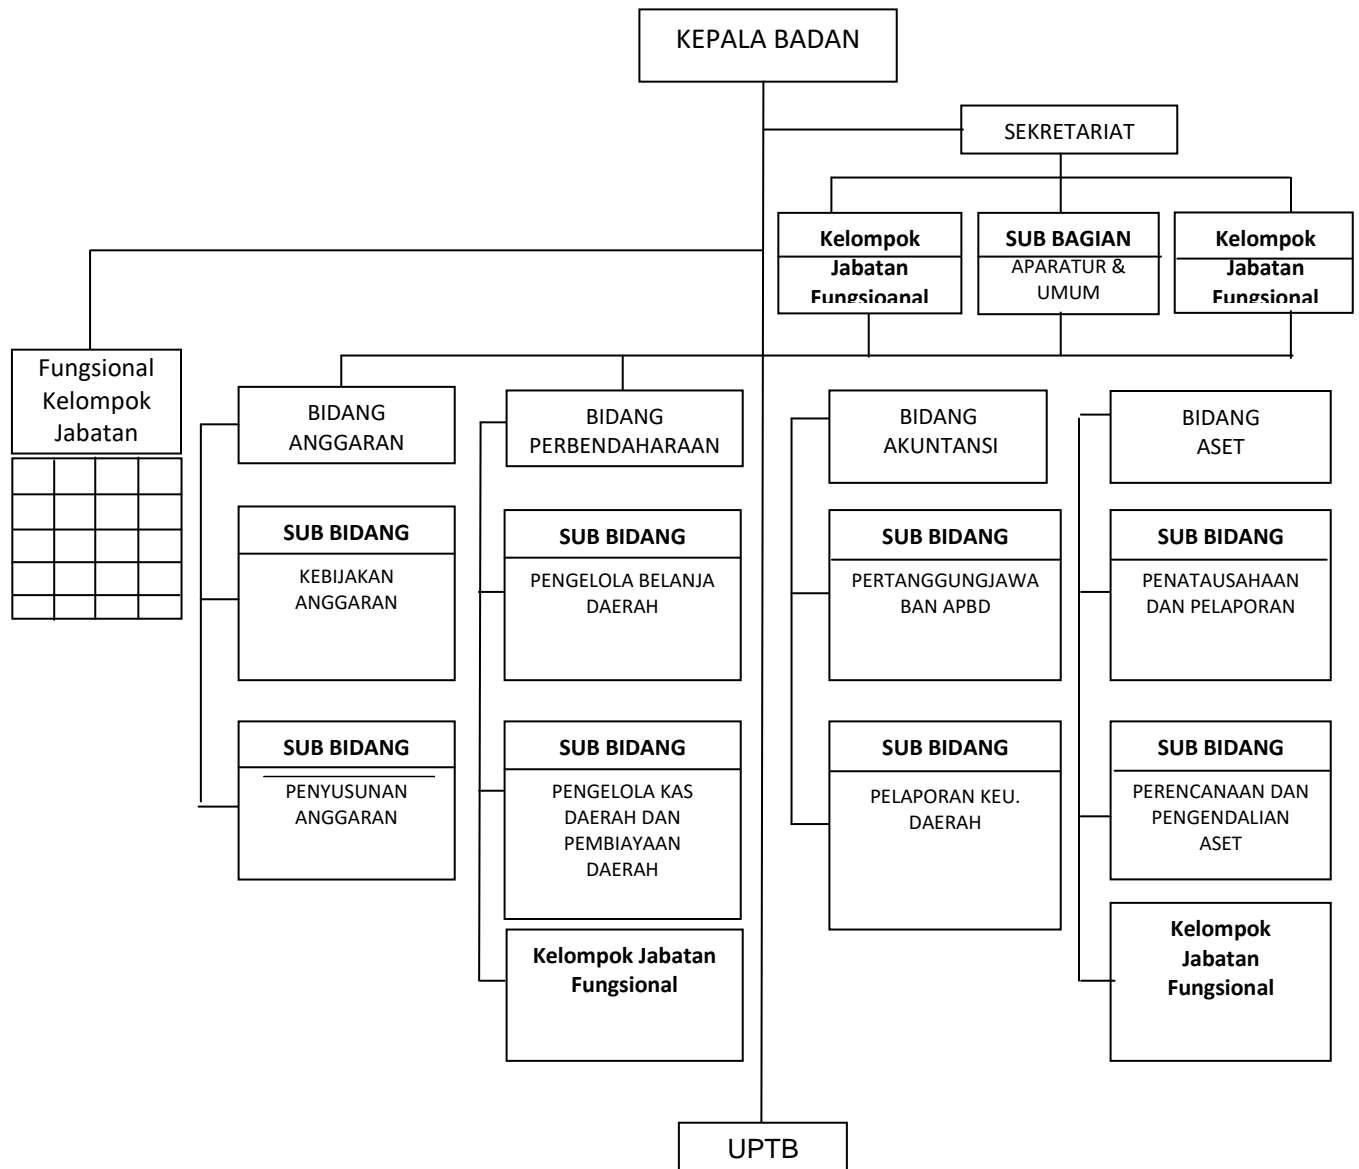 KEPALA BADAN
SEKRETARIAT
Kelompok
Jabatan
Fungsioanal
SUB BAGIAN
APARATUR &
UMUM
Kelompok
Jabatan
Fungsional
Fungsional
Kelompok
Jabatan
BIDANG
ANGGARAN
BIDANG
PERBENDAHARAAN
BIDANG
AKUNTANSI
BIDANG
ASET
SUB BIDANG
KEBIJAKAN
ANGGARAN
SUB BIDANG
PENGELOLA BELANJA
DAERAH
SUB BIDANG
PERTANGGUNGJAWA
BAN APBD
SUB BIDANG
PENATAUSAHAAN
DAN PELAPORAN
SUB BIDANG
PENYUSUNAN
ANGGARAN
SUB BIDANG
PENGELOLA KAS
DAERAH DAN
PEMBIAYAAN
DAERAH
SUB BIDANG
PELAPORAN KEU.
DAERAH
SUB BIDANG
PERENCANAAN DAN
PENGENDALIAN
ASET
Kelompok Jabatan
Fungsional
Kelompok
Jabatan
Fungsional
UPTB